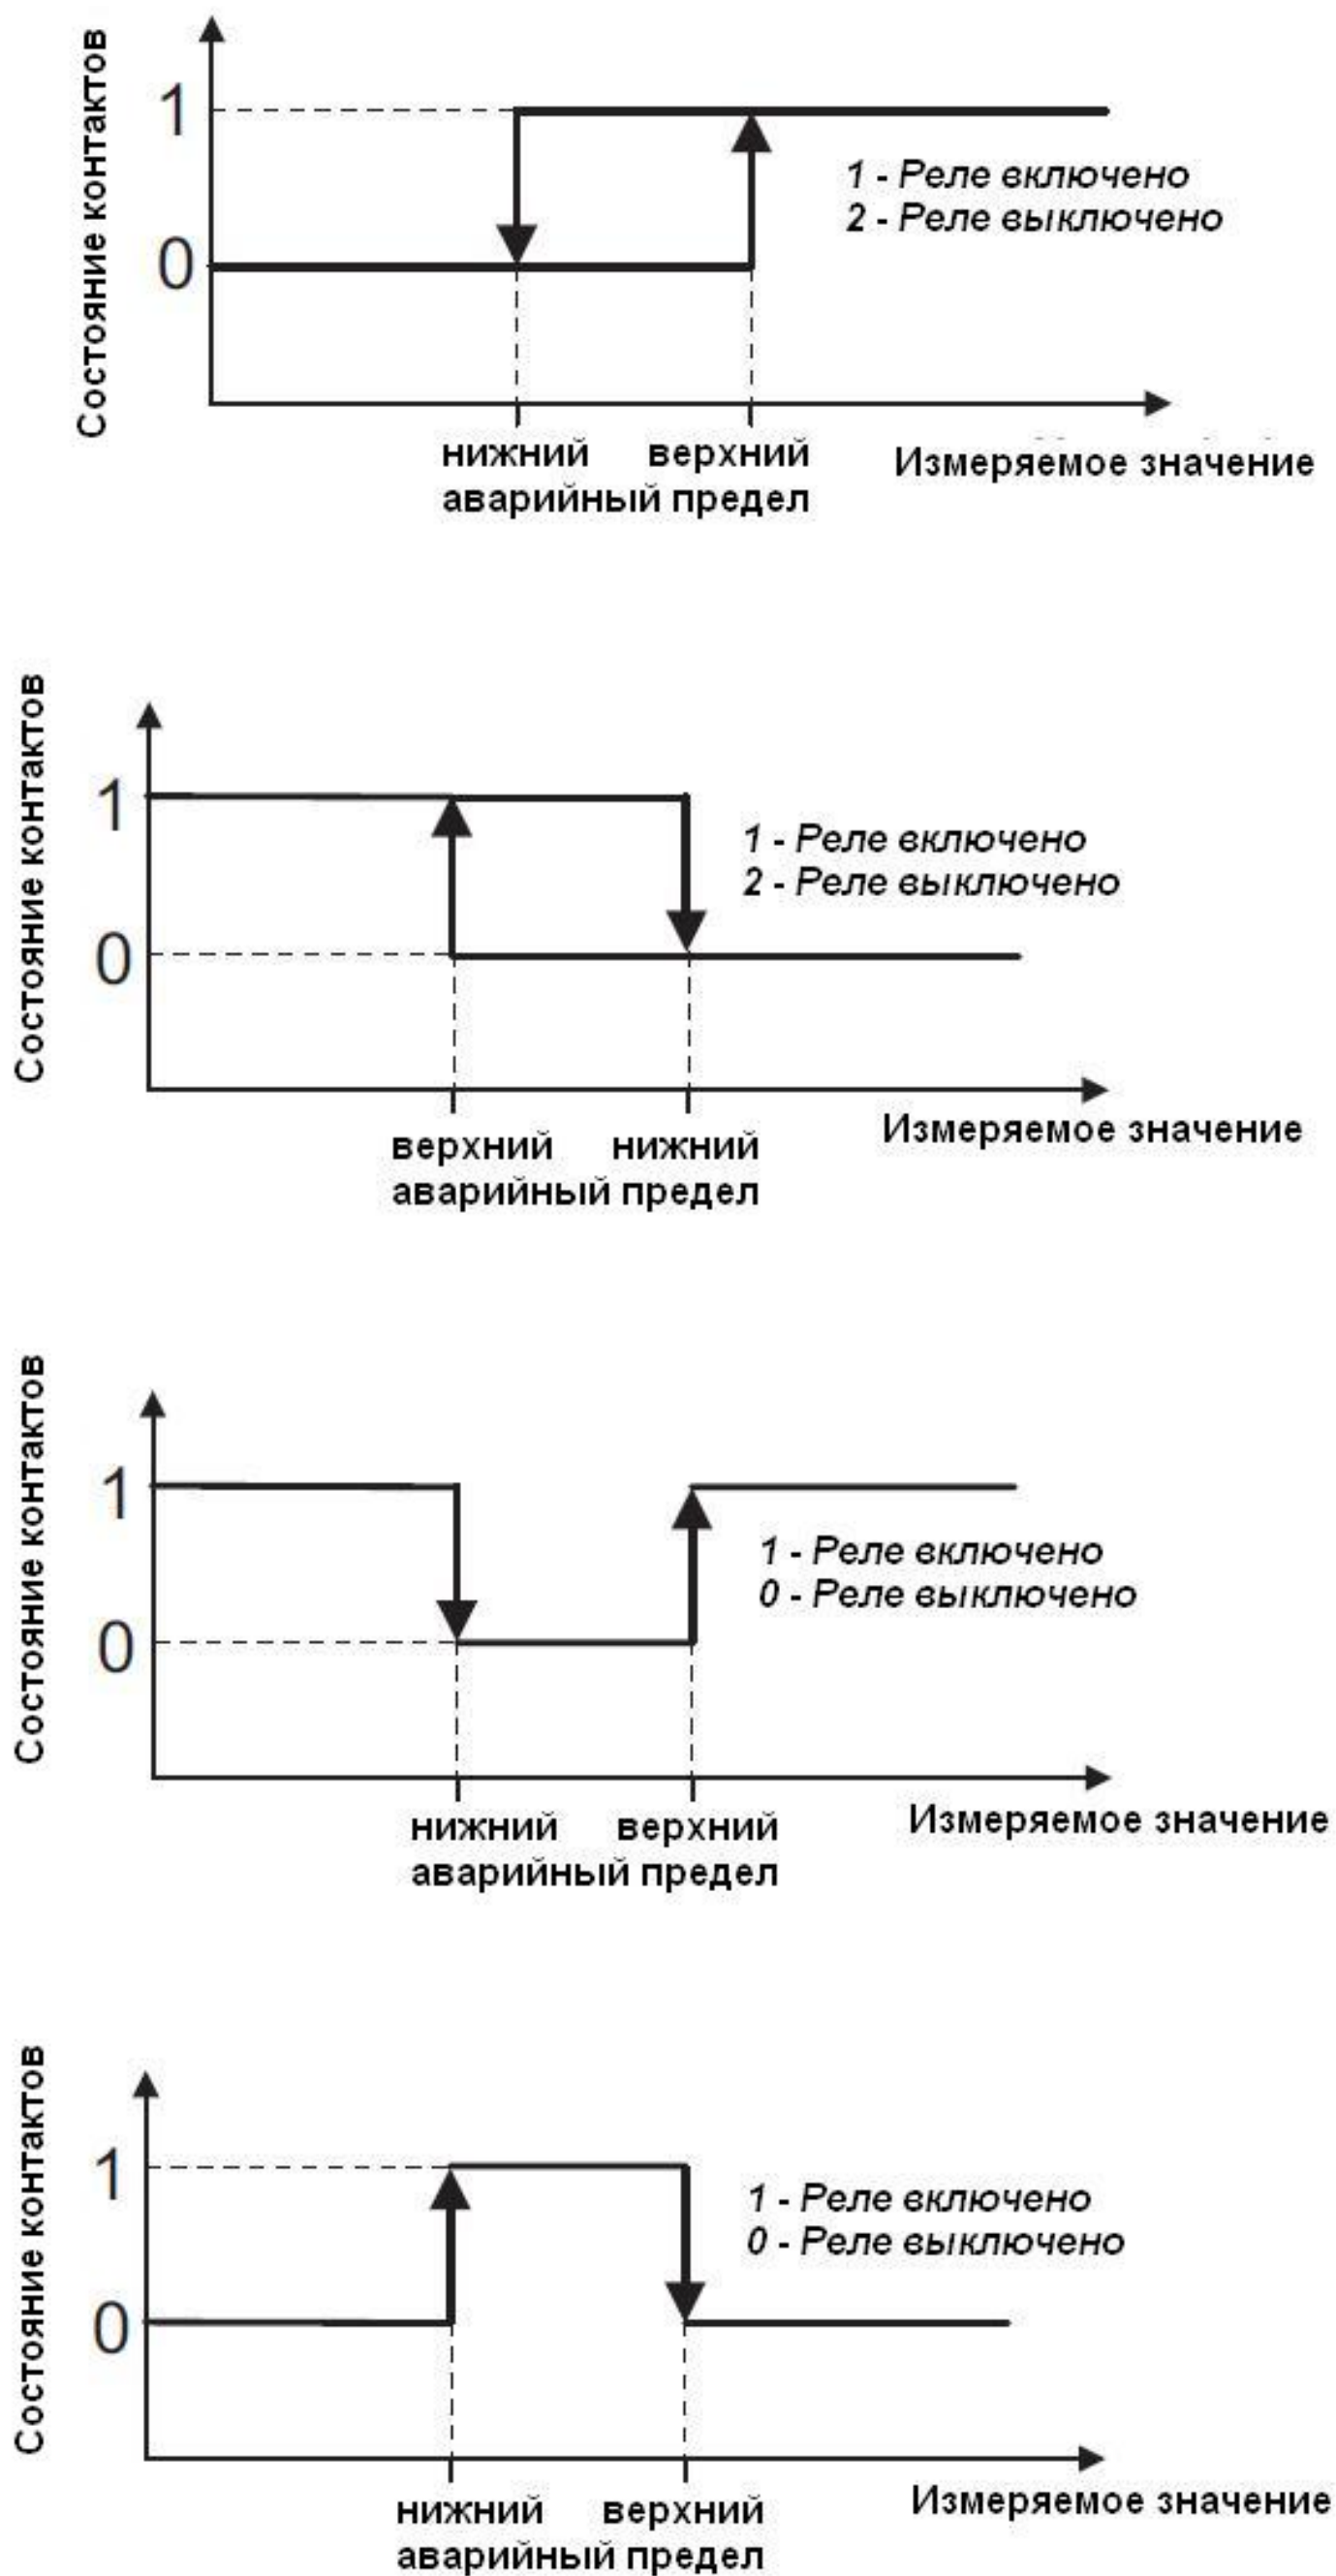 Состояние контактов
1
0
1 - Реле включено
2 - Реле выключено
нижний верхний
аварийный предел
Измеряемое значение
Состояние контактов
1
0
1 - Реле включено
2 - Реле выключено
верхний нижний
аварийный предел
Измеряемое значение
Состояние контактов
1
0
1 - Реле включено
0 - Реле выключено
нижний верхний
аварийный предел
Измеряемое значение
Состояние контактов
1
0
1 - Реле включено
0 - Реле выключено
нижний верхний
аварийный предел
Измеряемое значение